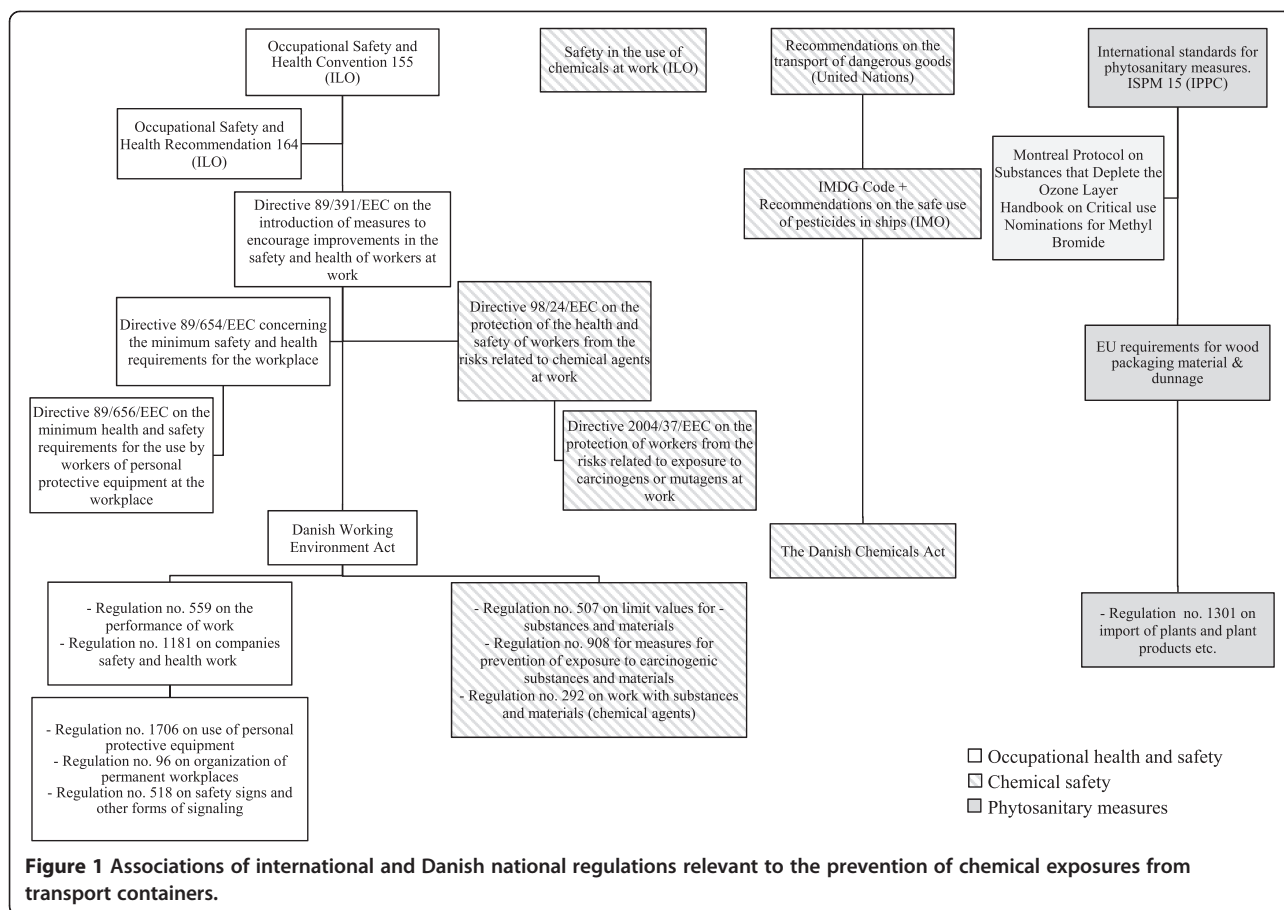 Occupational Safety and
Health Convention 155
(ILO)
Safety in the use of
chemicals at work (ILO)
Recommendations on the
transport of dangerous goods
(United Nations)
International standards for
phytosanitary measures.
ISPM 15 (IPPC)
Occupational Safety and
Health Recommendation 164
(ILO)
Montreal Protocol on
Substances that Deplete the
Ozone Layer
Handbook on Critical use
Nominations for Methyl
Bromide
IMDG Code +
Recommendations on the safe
use of pesticides in ships (IMO)
Directive 89/391/EEC on the
introduction of measures to
encourage improvements in the
safety and health of workers at
work
Directive 89/654/EEC concerning
the minimum safety and health
requirements for the workplace
Directive 98/24/EEC on the
protection of the health and
safety of workers from the
risks related to chemical agents
at work
EU requirements for wood
packaging material &
dunnage
Directive 89/656/EEC on the
minimum health and safety
requirements for the use by
workers of personal
protective equipment at the
workplace
Directive 2004/37/EEC on the
protection of workers from the
risks related to exposure to
carcinogens or mutagens at
work
Danish Working
Environment Act
The Danish Chemicals Act
- Regulation no. 559 on the
performance of work
- Regulation no. 1181 on companies
safety and health work
- Regulation no. 507 on limit values for -
substances and materials
- Regulation no. 908 for measures for
prevention of exposure to carcinogenic
substances and materials
- Regulation no. 292 on work with substances
and materials (chemical agents)
- Regulation no. 1301 on
import of plants and plant
products etc.
- Regulation no. 1706 on use of personal
protective equipment
- Regulation no. 96 on organization of
permanent workplaces
- Regulation no. 518 on safety signs and
other forms of signaling
Occupational health and safety
Chemical safety
Phytosanitary measures
Figure 1 Associations of international and Danish national regulations relevant to the prevention of chemical exposures from
transport containers.